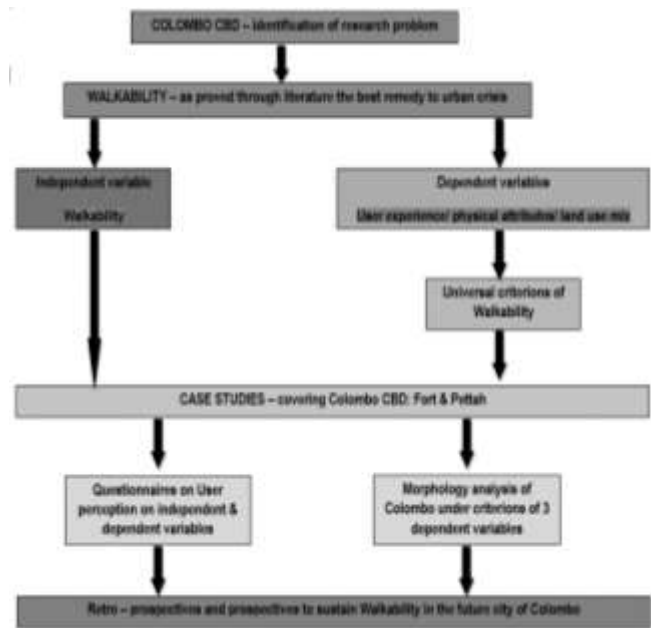 COLOMBO CBD – identification of research problem
WALKABILITY – as proved through literature the best remedy to urban crisis
Independent variable
Walkability
Dependent variables
User experience/ physical attributes/ land use mix
Universal criterions of
Walkability
CASE STUDIES – covering Colombo CBD: Fort & Pettah
Questionnaires on User
perception on independent &
dependent variables
Morphology analysis of
Colombo under criterions of 3
dependent variables
Retro – prospectives and prospectives to sustain Walkability in the future city of Colombo